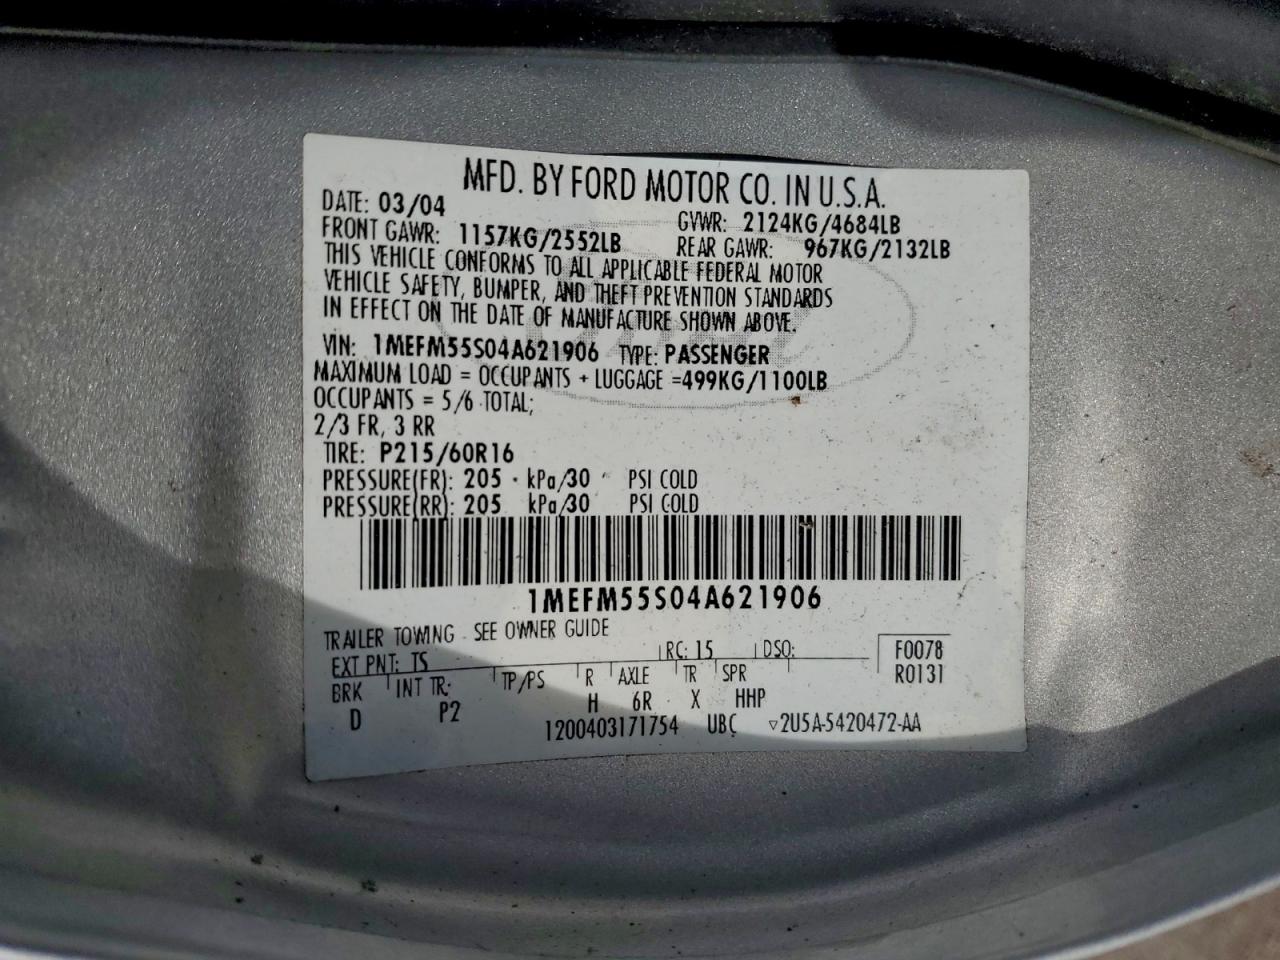 MFD. BY FORD MOTOR CO. IN U.S.A.
DATE: 03/04 GVWR: 2124KG/4684LB
FRONT GAWR: 1157KG/2552LB REAR GAWR: 967KG/2132LB
THIS VEHICLE CONFORMS TO ALL APPLICABLE FEDERAL MOTOR
VEHICLE SAFETY, BUMPER, AND THEFT PREVENTION STANDARDS
IN EFFECT ON THE DATE OF MANUFACTURE SHOWN ABOVE.
VIN: 1MEFM55S04A621906 TYPE: PASSENGER
MAXIMUM LOAD = OCCUPANTS + LUGGAGE =499KG/1100LB
OCCUPANTS = 5/6 TOTAL;
2/3 FR, 3 RR
TIRE: P215/60R16
PRESSURE(FR): 205 kPa/30 PSI COLD
PRESSURE(RR): 205 kPa/30 PSI COLD
1MEFM55S04A621906
TRAILER TOWING - SEE OWNER GUIDE
EXT PNT: TS RC: 15 DSO: F0078
BRK INT TR: TP/PS R AXLE TR SPR R0131
D P2 H 6R X HHP
1200403171754 UBC ▽2U5A-5420472-AA